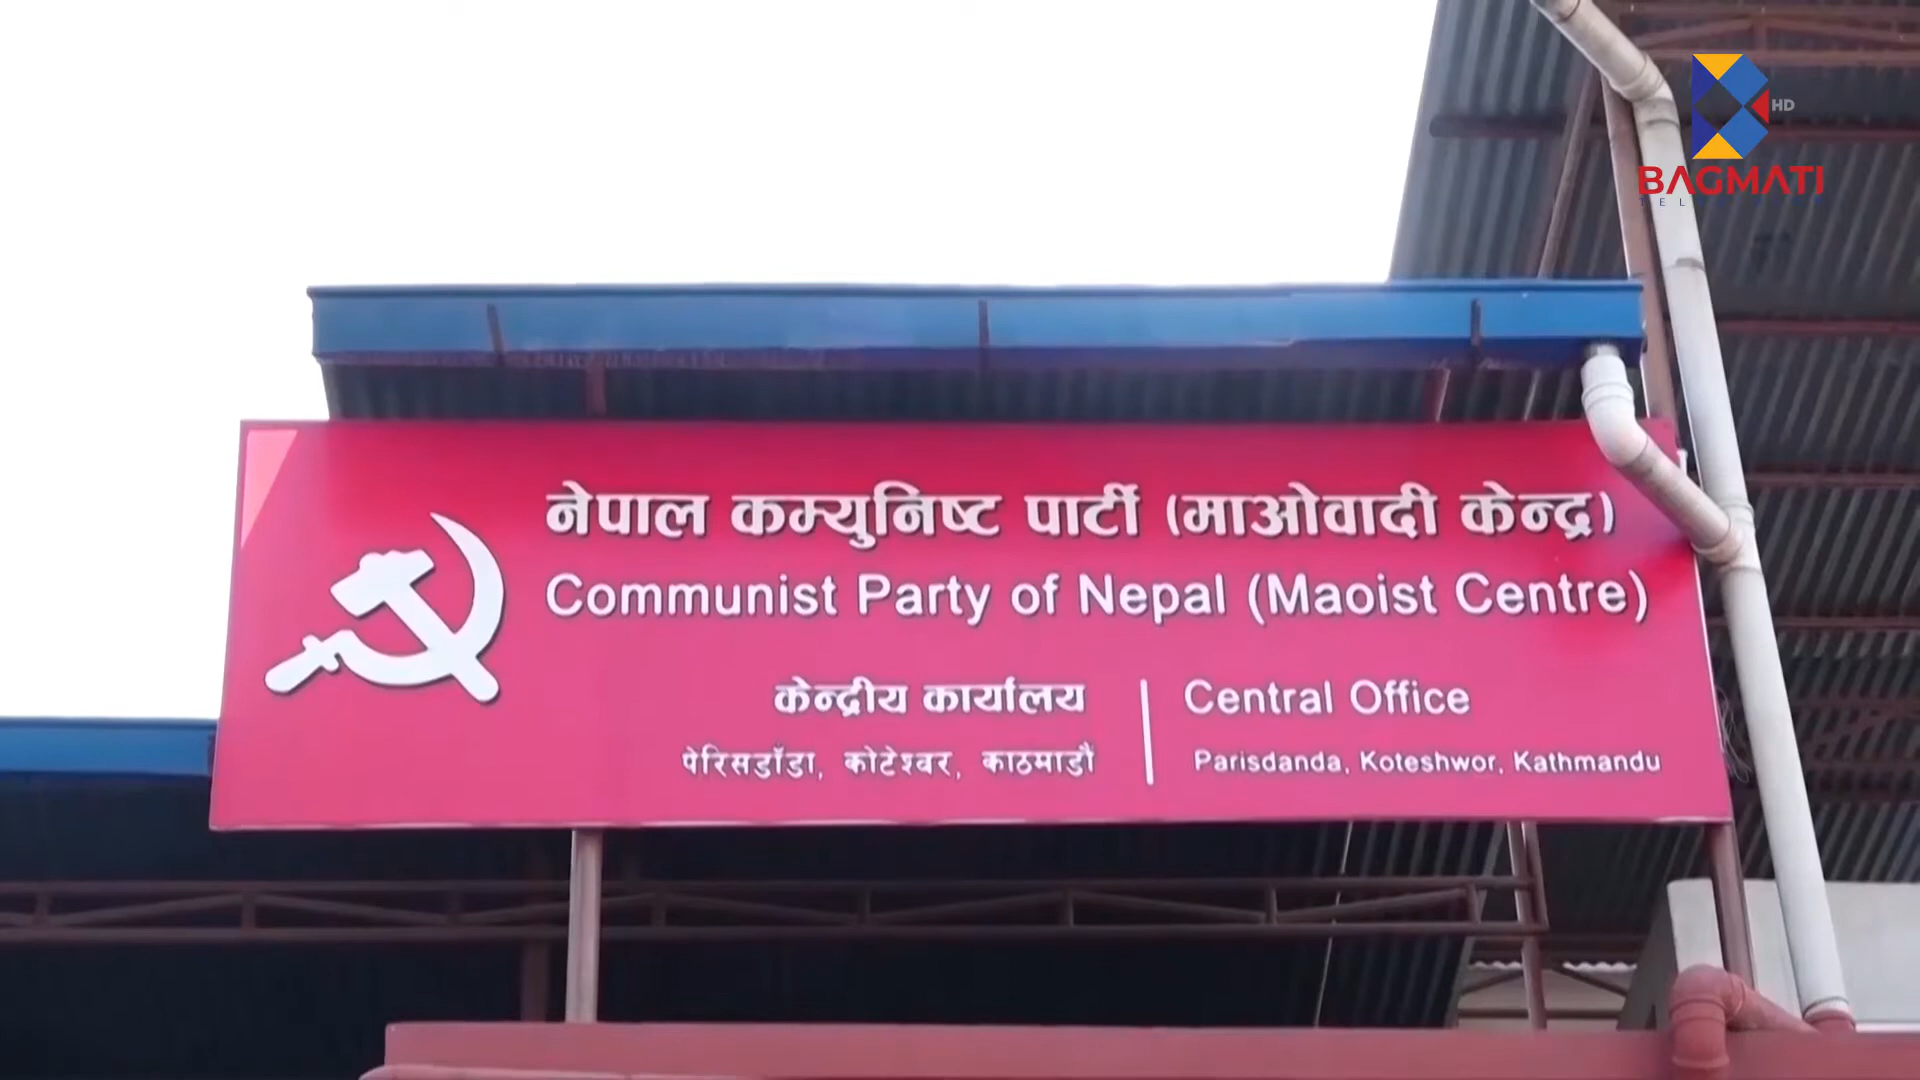 HD
BAGMATI
नेपाल कम्युनिष्ट पार्टी (माओवादी केन्द्र)
Communist Party of Nepal (Maoist Centre)
केन्द्रीय कार्यालय
पेरिसडाँडा, कोटेश्वर, काठमाडौं
Central Office
Parisdanda, Koteshwor, Kathmandu